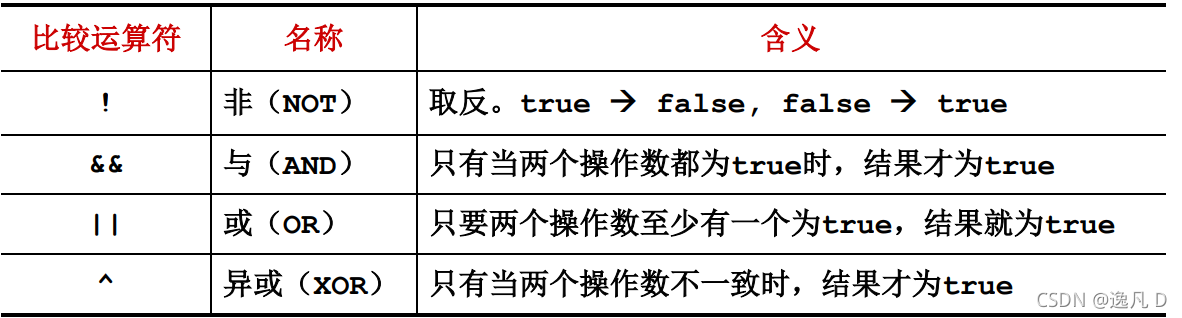 比较运算符 名称 含义
! 非（NOT） 取反。true → false, false → true
&& 与（AND） 只有当两个操作数都为true时，结果才为true
|| 或（OR） 只要两个操作数至少有一个为true，结果就为true
^ 异或（XOR） 只有当两个操作数不一致时，结果才为true
CSDN @逸凡 D